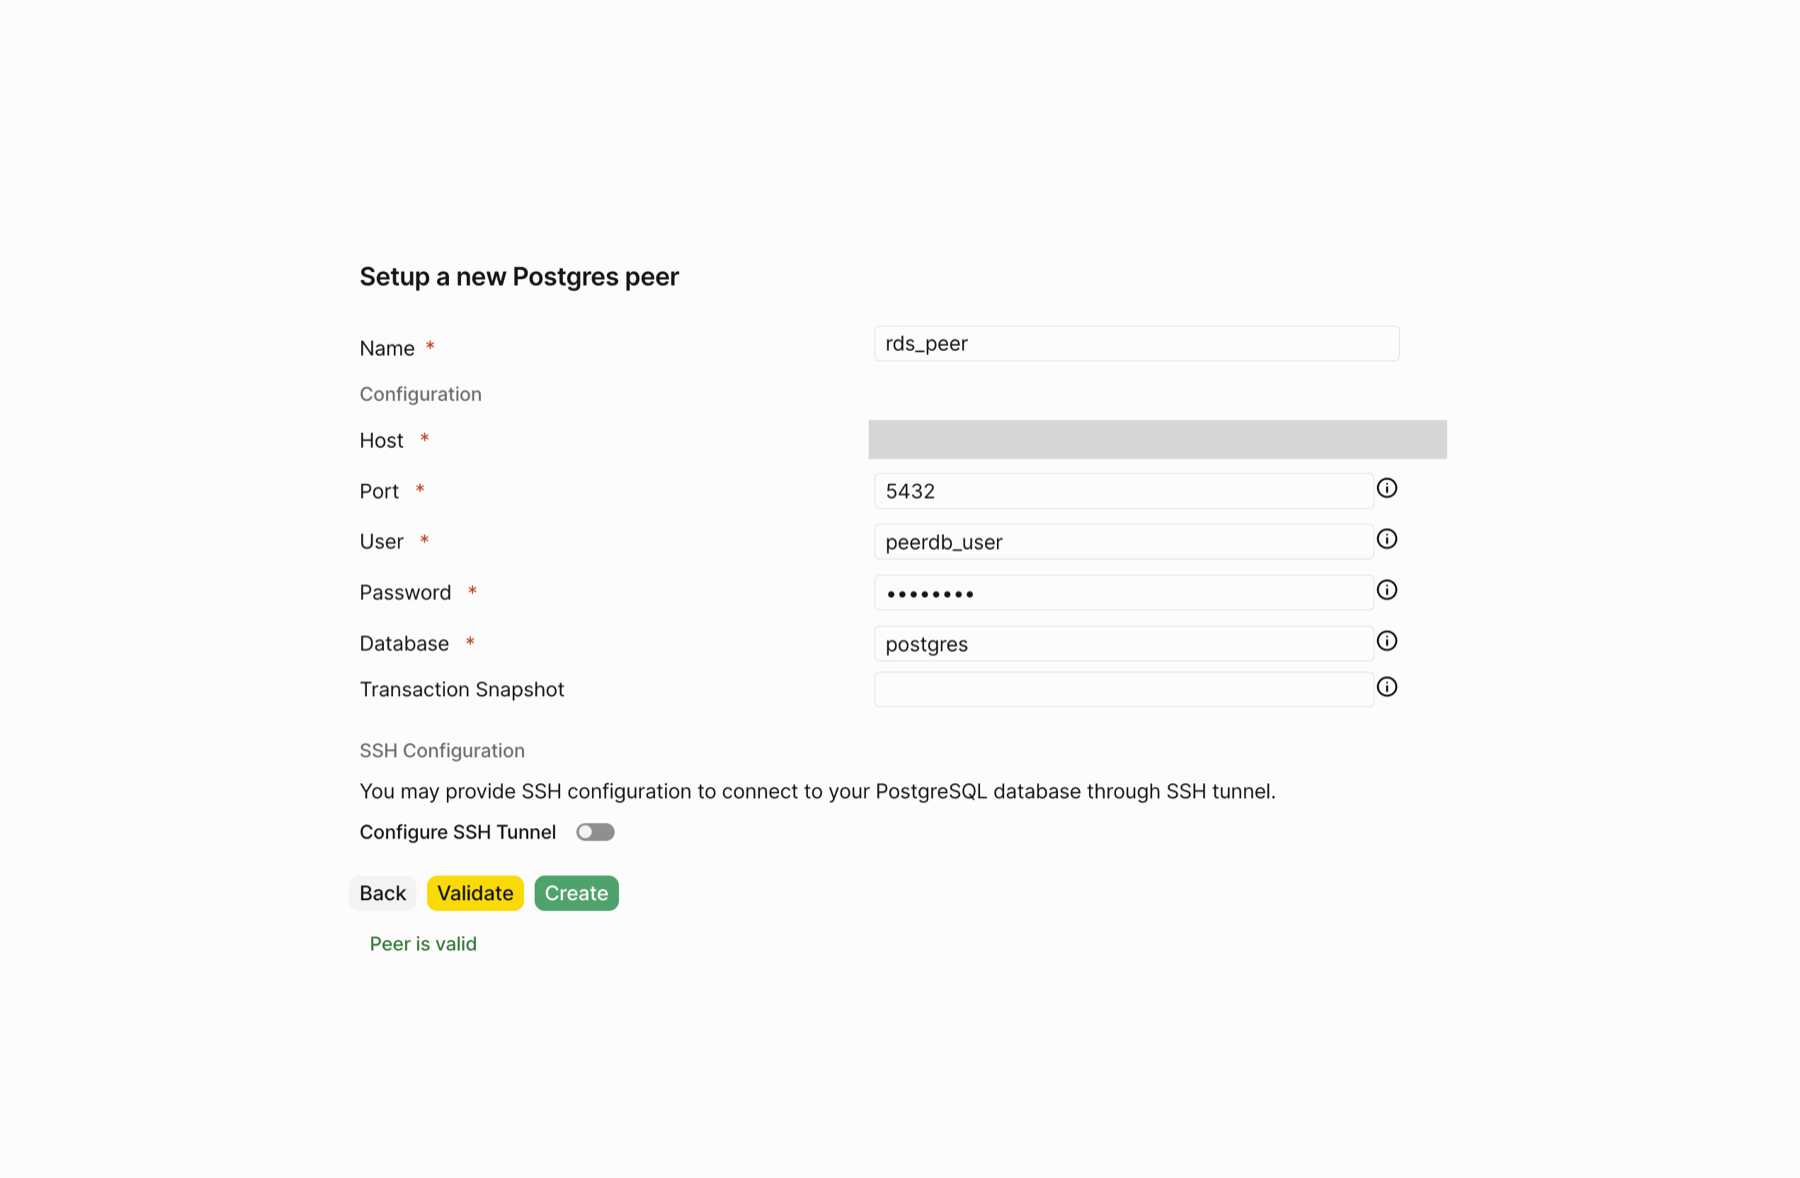 Setup a new Postgres peer
Name * rds_peer
Configuration
Host *
Port * 5432
User * peerdb_user
Password * ••••••••
Database * postgres
Transaction Snapshot
SSH Configuration
You may provide SSH configuration to connect to your PostgreSQL database through SSH tunnel.
Configure SSH Tunnel
Back Validate Create
Peer is valid